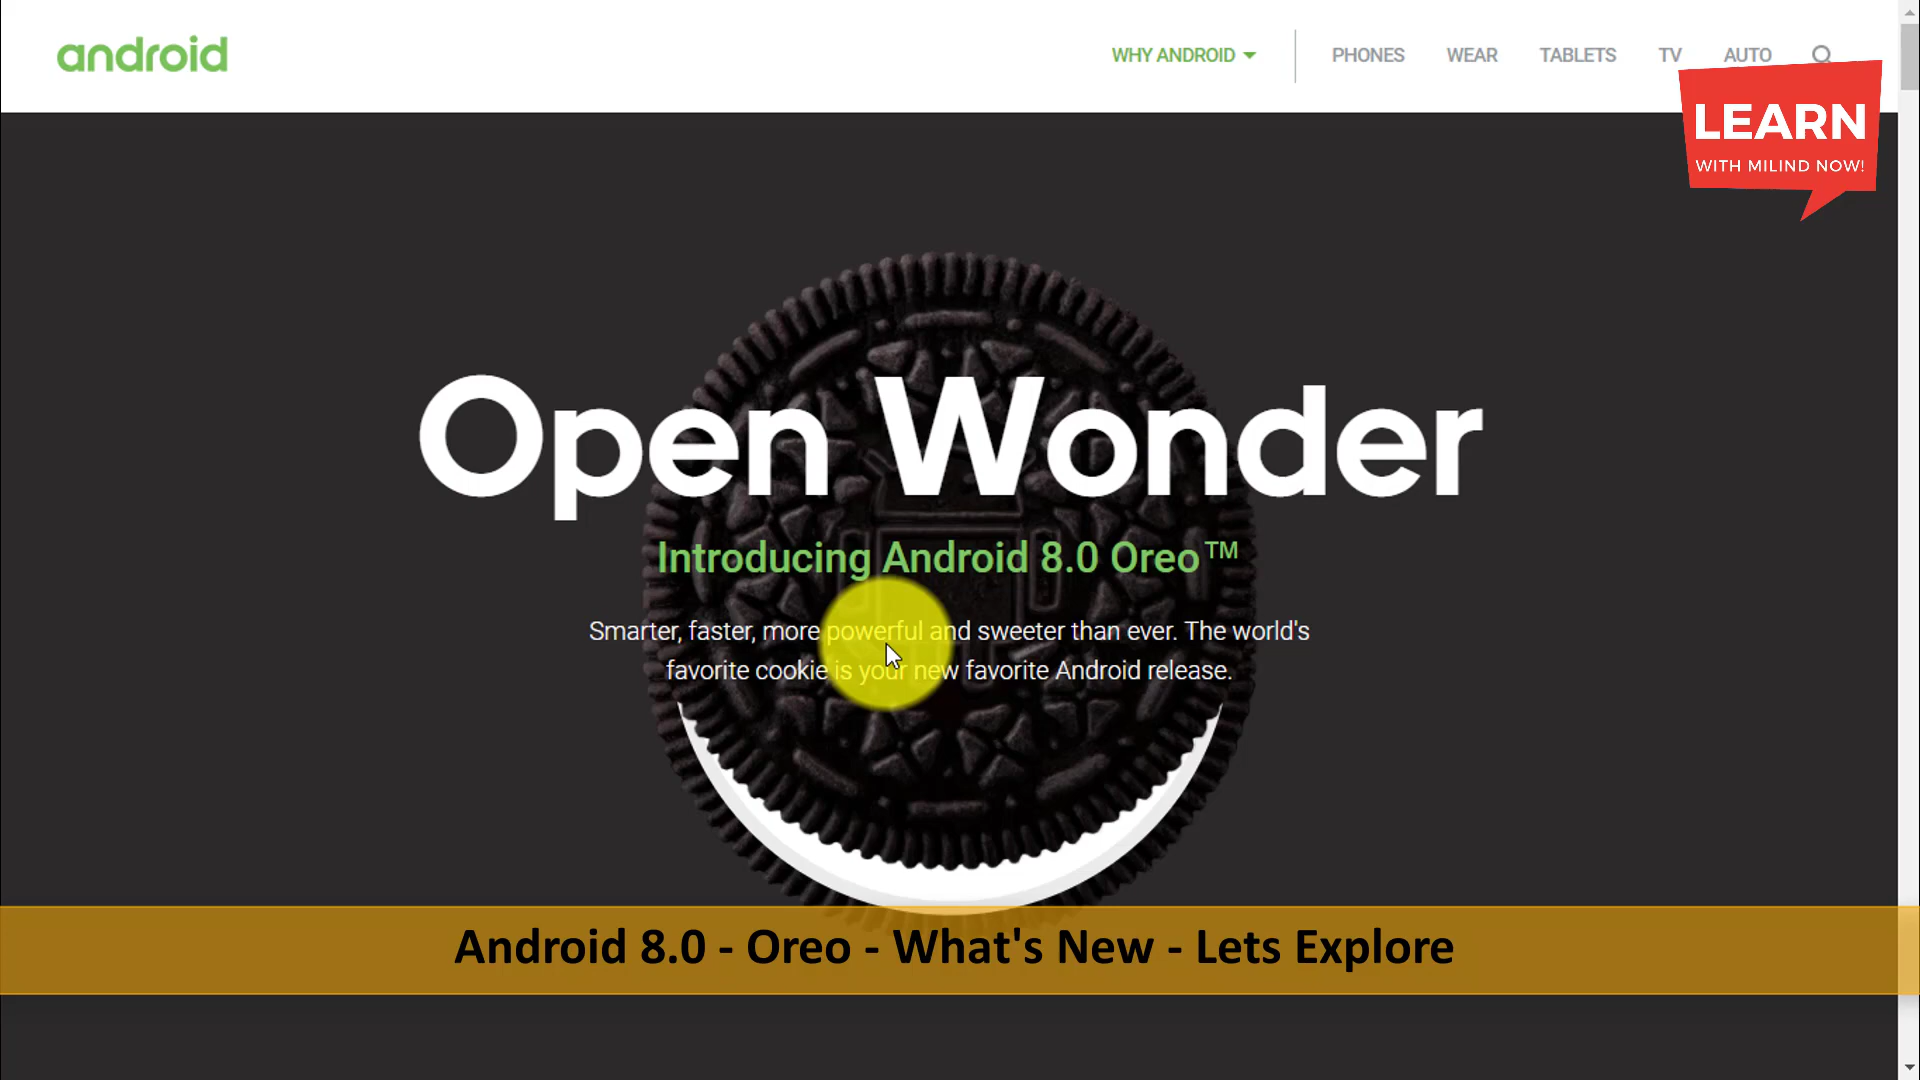 android
WHY ANDROID PHONES WEAR TABLETS TV AUTO
LEARN
WITH MILIND NOW!
Open Wonder
Introducing Android 8.0 Oreo™
Smarter, faster, more powerful and sweeter than ever. The world's
favorite cookie is your new favorite Android release.
Android 8.0 - Oreo - What's New - Lets Explore